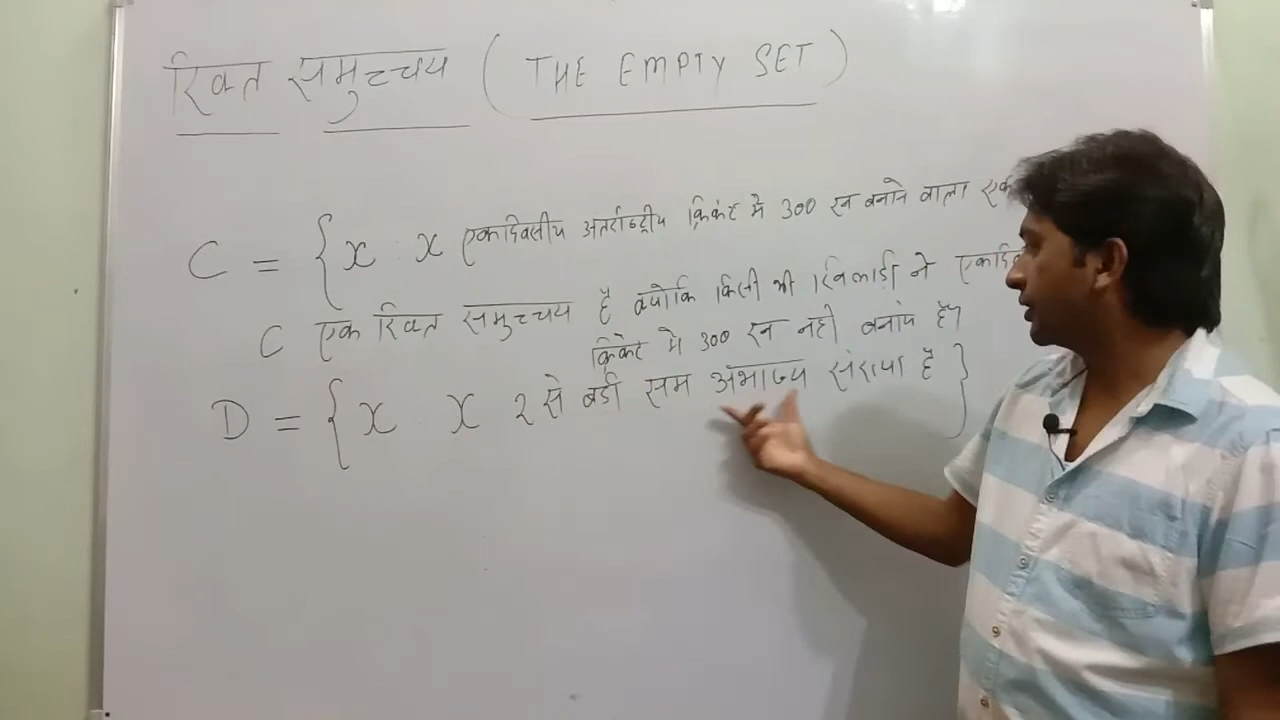 रिक्त समुच्चय ( THE EMPTY SET )
C = { x : x एकदिवसीय अंतर्राष्ट्रीय क्रिकेट में 300 रन बनाने वाला एक
C एक रिक्त समुच्चय है क्योंकि किसी भी खिलाड़ी ने
क्रिकेट में 300 रन नहीं बनाए है।
D = { x x 2 से बड़ी सम अभाज्य संख्या है }